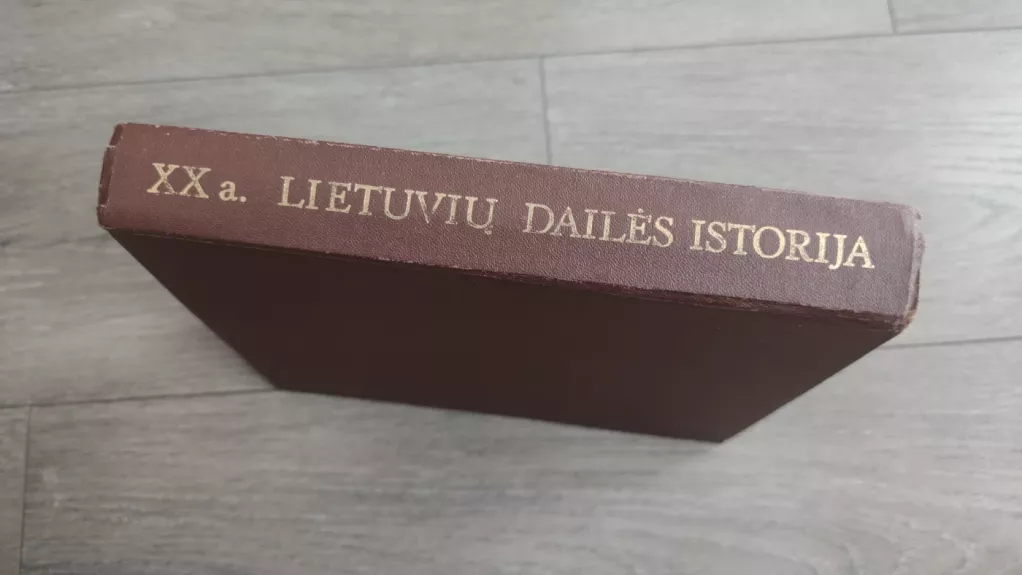 XX a. LIETUVIŲ DAILĖS ISTORIJA